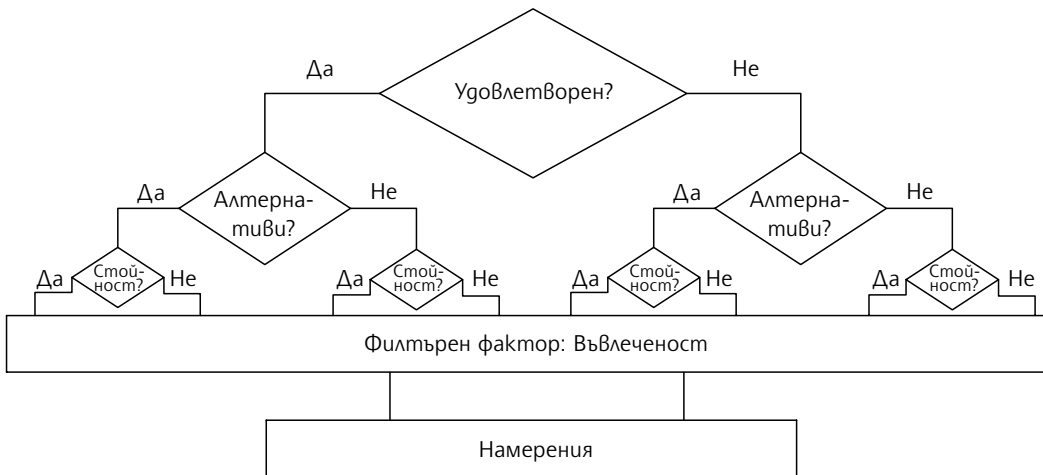 Удовлетворен?
Да
Не
Алтерна-
тиви?
Да
Не
Алтерна-
тиви?
Да
Не
Стой-
ност?
Да
Не
Стой-
ност?
Да
Не
Стой-
ност?
Да
Не
Стой-
ност?
Да
Не
Филтърен фактор: Въвлеченост
Намерения